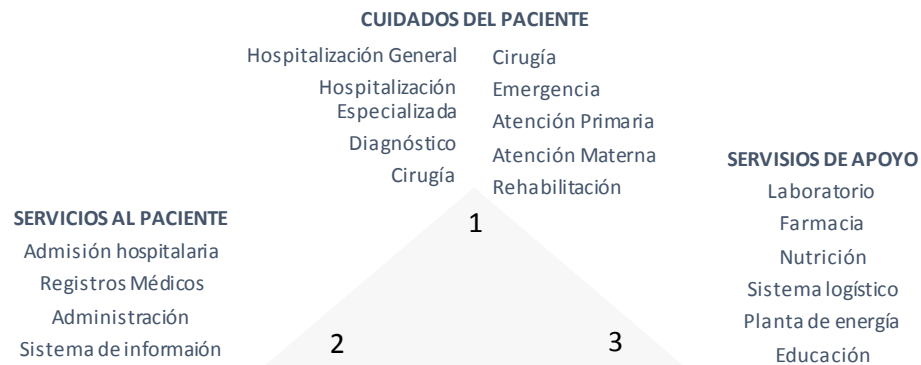 CUIDADOS DEL PACIENTE
Hospitalización General
Hospitalización
Especializada
Diagnóstico
Cirugía
Cirugía
Emergencia
Atención Primaria
Atención Materna
Rehabilitación
SERVICIOS AL PACIENTE
Admisión hospitalaria
Registros Médicos
Administración
Sistema de informaión
SERVISIOS DE APOYO
Laboratorio
Farmacia
Nutrición
Sistema logístico
Planta de energía
Educación
1
2
3